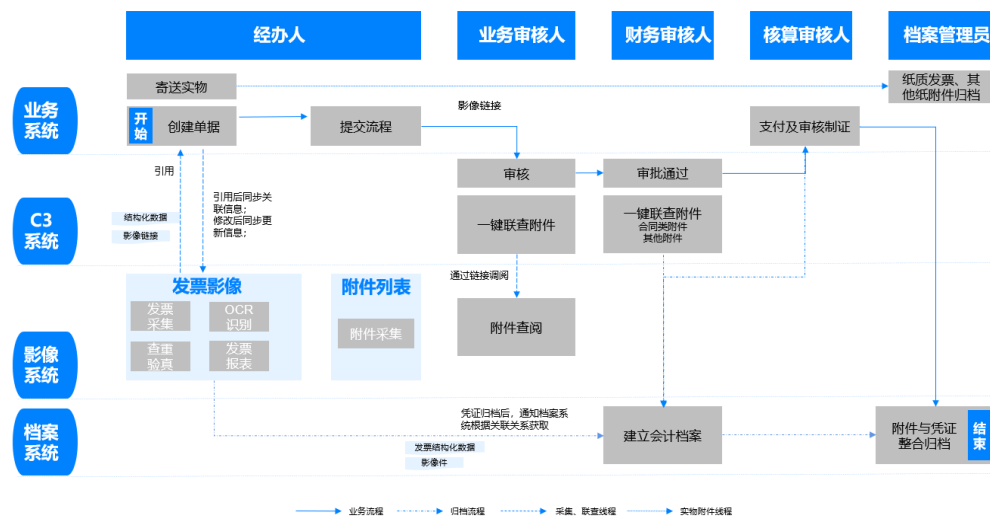 经办人
业务审核人
财务审核人
核算审核人
档案管理员
寄送实物
纸质发票、其
他纸附件归档
业务
系统
开
始
创建单据
提交流程
影像链接
支付及审核制证
引用
引用后同步关
联信息；
修改后同步更
新信息；
审核
审批通过
C3
系统
结构化数据
影像链接
一键联查附件
一键联查附件
合同类附件
其他附件
通过链接调阅
发票影像
附件列表
发票
采集
OCR
识别
附件采集
附件查阅
影像
系统
查重
验真
发票
报表
档案
系统
凭证归档后，通知档案系
统根据关联关系获取
发票结构化数据
影像件
建立会计档案
附件与凭证
整合归档
结
束
业务流程
归档流程
采集、联查线程
实物附件线程